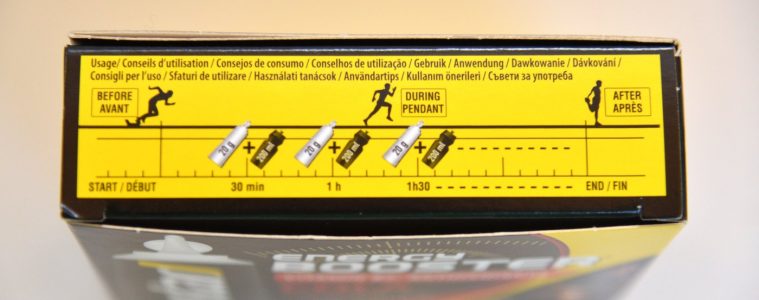 Usage/ Conseils d'utilisation / Consejos de consumo / Conselhos de utilização / Gebruik / Anwendung / Dawkowanie / Dávkování /
Consigli per l'uso / Sfaturi de utilizare / Használati tanácsok / Användartips / Kullanım önerileri / Съвети за употреба
BEFORE
AVANT
DURING
PENDANT
AFTER
APRÈS
20 g + 200 ml
20 g + 200 ml
20 g + 200 ml
START / DÉBUT 30 min 1 h 1h30 END / FIN
ENERGY
BOOSTER